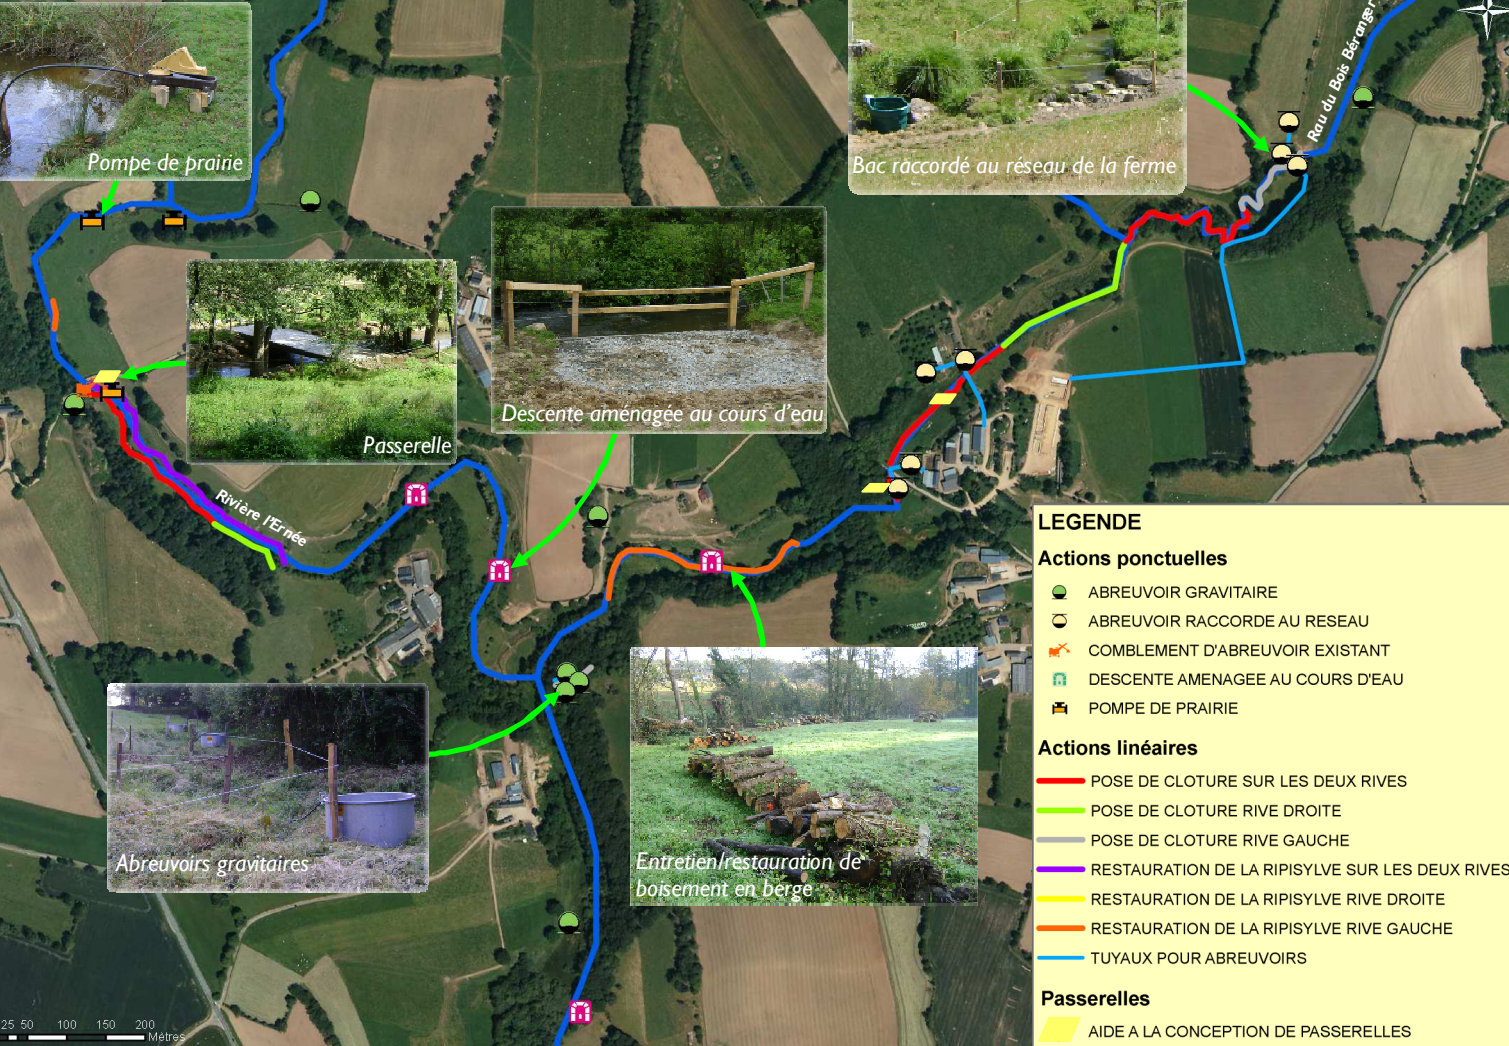 Pompe de prairie
Bac raccordé au réseau de la ferme
Rau du Bois Béranger
Passerelle
Descente aménagée au cours d'eau
Rivière l'Ernée
Abreuvoirs gravitaires
Entretien/restauration de
boisement en berge
25 50 100 150 200
Mètres
LEGENDE
Actions ponctuelles
ABREUVOIR GRAVITAIRE
ABREUVOIR RACCORDE AU RESEAU
COMBLEMENT D'ABREUVOIR EXISTANT
DESCENTE AMENAGEE AU COURS D'EAU
POMPE DE PRAIRIE
Actions linéaires
POSE DE CLOTURE SUR LES DEUX RIVES
POSE DE CLOTURE RIVE DROITE
POSE DE CLOTURE RIVE GAUCHE
RESTAURATION DE LA RIPISYLVE SUR LES DEUX RIVES
RESTAURATION DE LA RIPISYLVE RIVE DROITE
RESTAURATION DE LA RIPISYLVE RIVE GAUCHE
TUYAUX POUR ABREUVOIRS
Passerelles
AIDE A LA CONCEPTION DE PASSERELLES